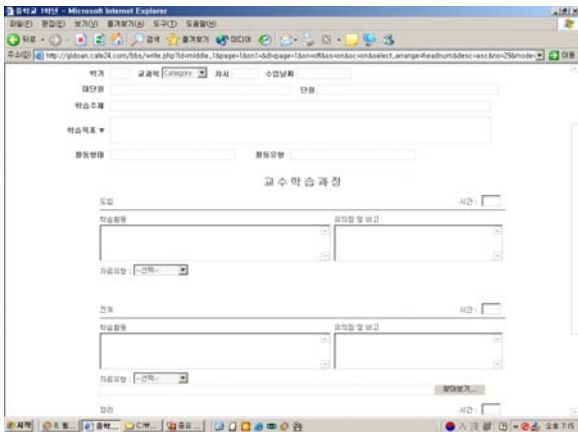 중학교 1학년 - Microsoft Internet Explorer
파일(F) 편집(E) 보기(V) 즐겨찾기(A) 도구(T) 도움말(H)
뒤로 검색 즐겨찾기 미디어
주소(D) http://gidoan.cafe24.com/bbs/write.php?id=middle_1&page=1&sn1=&divpage=1&sn=off&ss=on&sc=on&select_arrange=headnum&desc=asc&no=29&mode= 이동
학기 교과목 Category 차시 수업날짜
대단원 단원
학습주제
학습목표 ▼
활동형태 활동유형
교수학습과정
도입 시간 :
학습활동 유의점 및 비고
자료유형 : --선택--
전개 시간 :
학습활동 유의점 및 비고
자료유형 : --선택--
찾아보기...
정리 시간 :
시작 오후 7:15